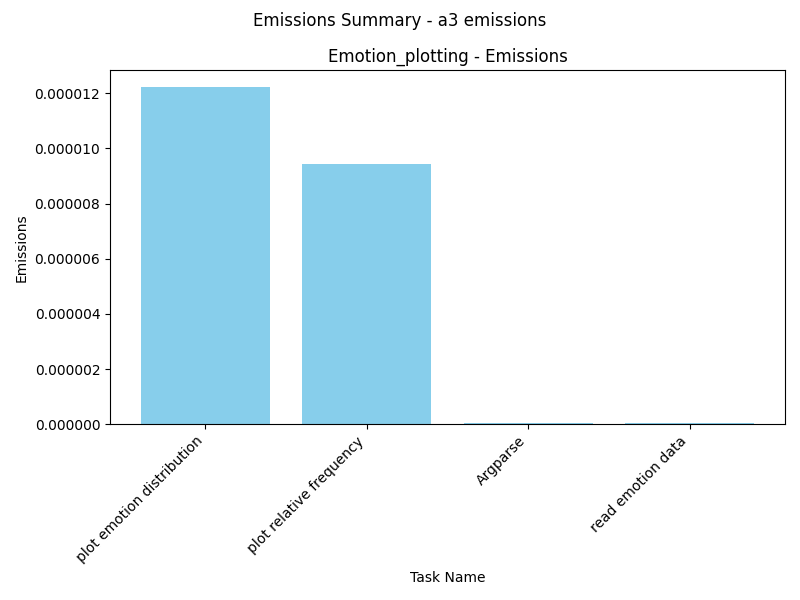 Emissions Summary - a3 emissions
Emotion_plotting - Emissions
Emissions
0.000012
0.000010
0.000008
0.000006
0.000004
0.000002
0.000000
plot emotion distribution
plot relative frequency
Argparse
read emotion data
Task Name